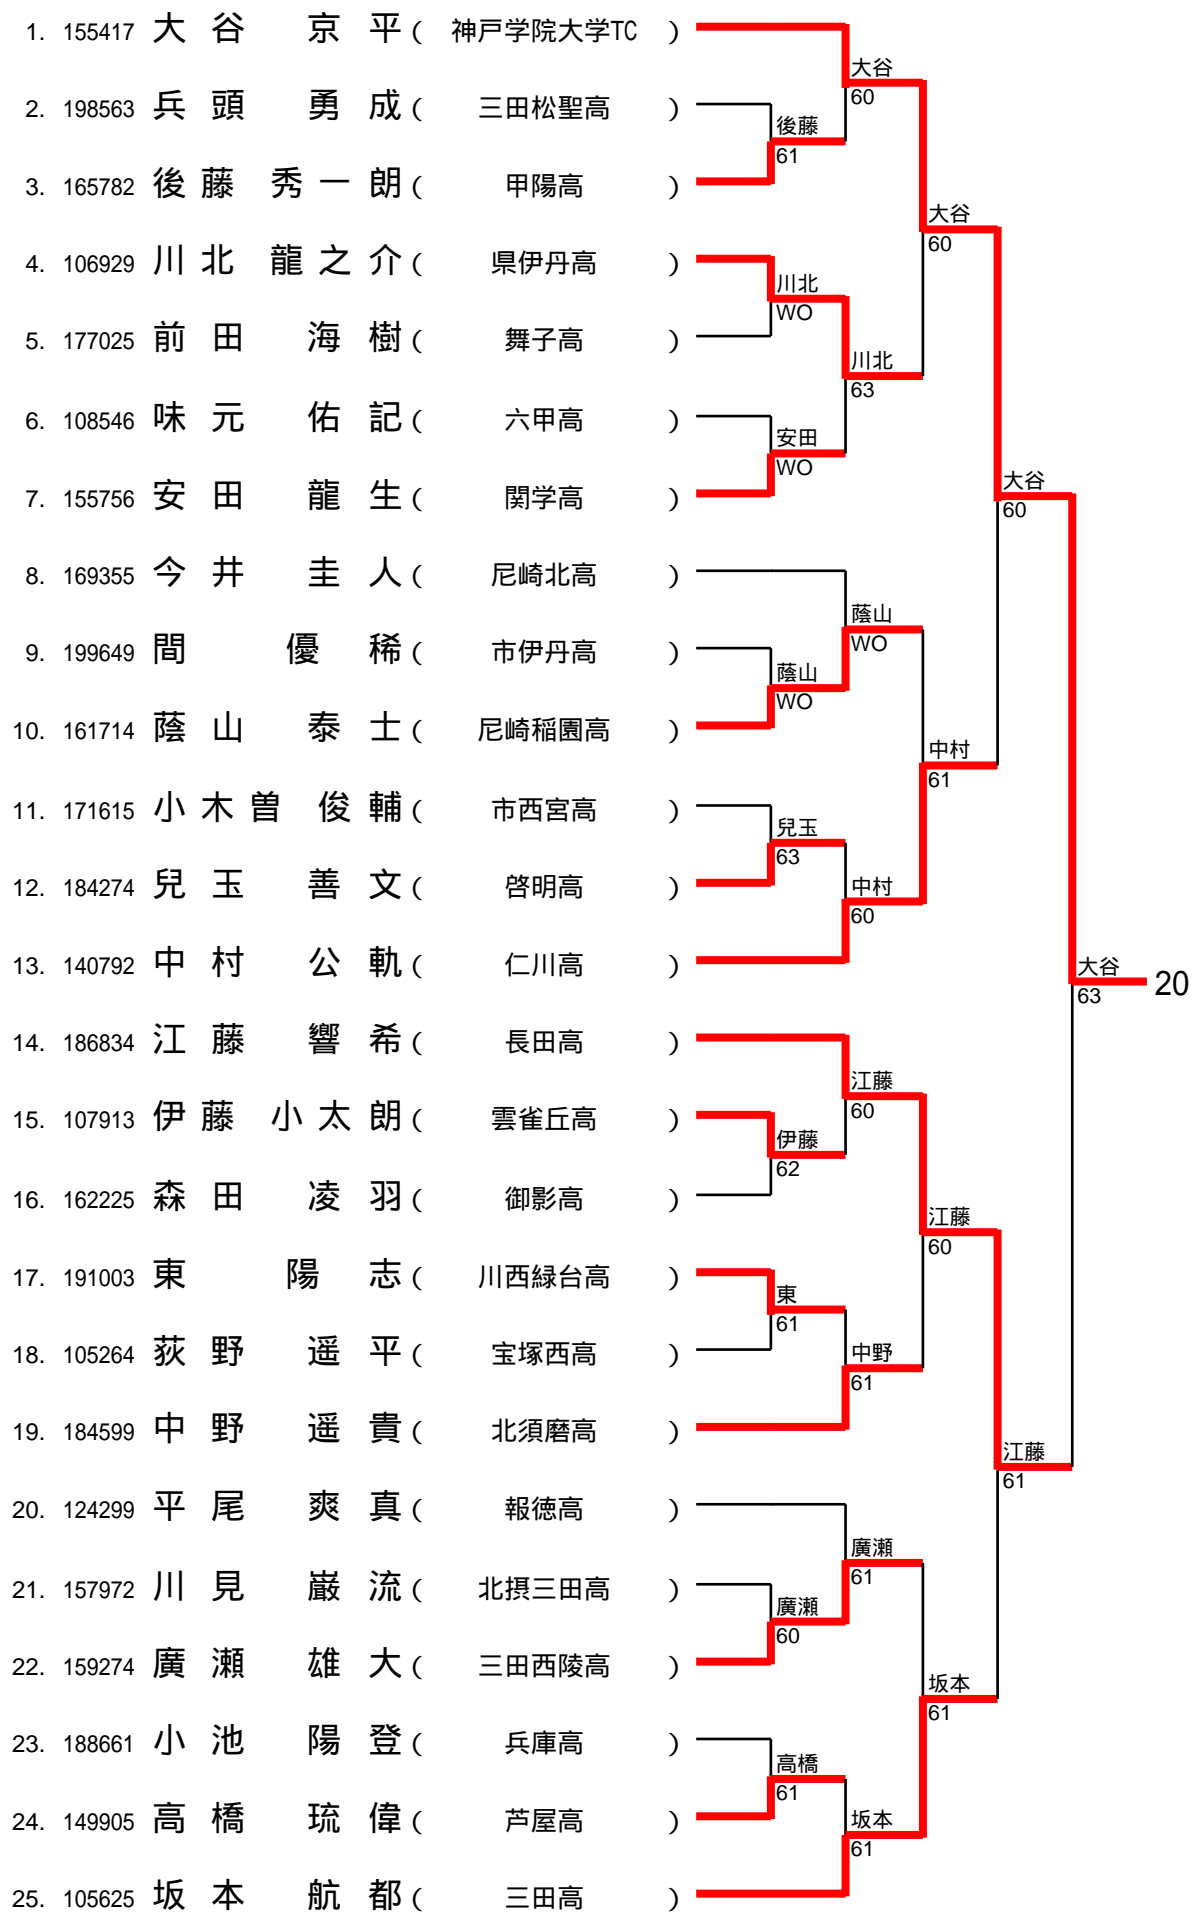 1. 155417 大谷 京平 ( 神戸学院大学TC )
大谷
60
2. 198563 兵頭 勇成 ( 三田松聖高 )
後藤
61
3. 165782 後藤 秀一朗 ( 甲陽高 )
大谷
60
4. 106929 川北 龍之介 ( 県伊丹高 )
川北
WO
5. 177025 前田 海樹 ( 舞子高 )
川北
63
6. 108546 味元 佑記 ( 六甲高 )
安田
WO
7. 155756 安田 龍生 ( 関学高 )
大谷
60
8. 169355 今井 圭人 ( 尼崎北高 )
蔭山
WO
9. 199649 間 優稀 ( 市伊丹高 )
蔭山
WO
10. 161714 蔭山 泰士 ( 尼崎稲園高 )
中村
61
11. 171615 小木曽 俊輔 ( 市西宮高 )
兒玉
63
12. 184274 兒玉 善文 ( 啓明高 )
中村
60
13. 140792 中村 公軌 ( 仁川高 )
大谷
63
20
14. 186834 江藤 響希 ( 長田高 )
江藤
60
15. 107913 伊藤 小太朗 ( 雲雀丘高 )
伊藤
62
16. 162225 森田 凌羽 ( 御影高 )
江藤
60
17. 191003 東 陽志 ( 川西緑台高 )
東
61
18. 105264 荻野 遥平 ( 宝塚西高 )
中野
61
19. 184599 中野 遥貴 ( 北須磨高 )
江藤
61
20. 124299 平尾 爽真 ( 報徳高 )
廣瀬
61
21. 157972 川見 巌流 ( 北摂三田高 )
廣瀬
60
22. 159274 廣瀬 雄大 ( 三田西陵高 )
坂本
61
23. 188661 小池 陽登 ( 兵庫高 )
高橋
61
24. 149905 高橋 琉偉 ( 芦屋高 )
坂本
61
25. 105625 坂本 航都 ( 三田高 )